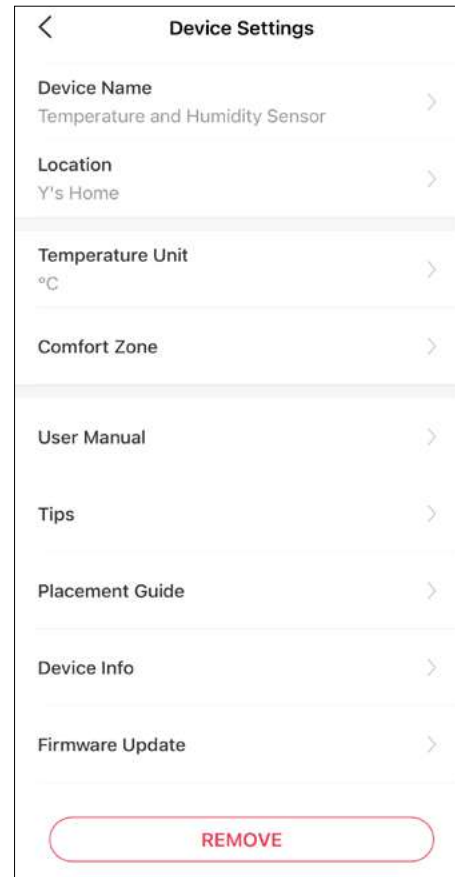 Device Settings
Device Name
Temperature and Humidity Sensor
Location
Y's Home
Temperature Unit
°C
Comfort Zone
User Manual
Tips
Placement Guide
Device Info
Firmware Update
REMOVE